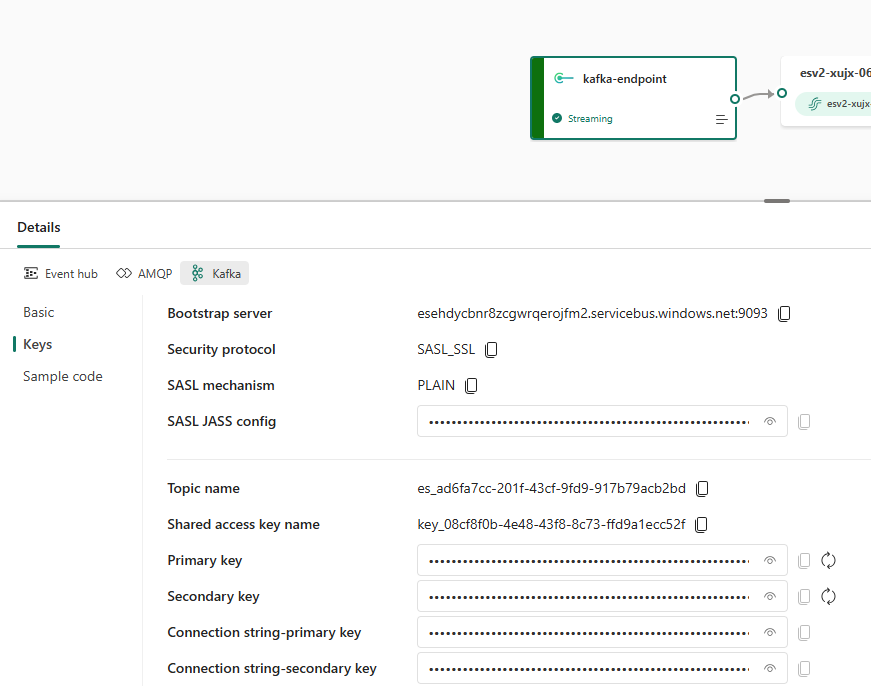 kafka-endpoint
Streaming
esv2-xujx-06
esv2-xujx-
Details
Event hub
AMQP
Kafka
Basic
Keys
Sample code
Bootstrap server
esehdycbnr8zcgwrqerojfm2.servicebus.windows.net:9093
Security protocol
SASL_SSL
SASL mechanism
PLAIN
SASL JASS config
Topic name
es_ad6fa7cc-201f-43cf-9fd9-917b79acb2bd
Shared access key name
key_08cf8f0b-4e48-43f8-8c73-ffd9a1ecc52f
Primary key
Secondary key
Connection string-primary key
Connection string-secondary key